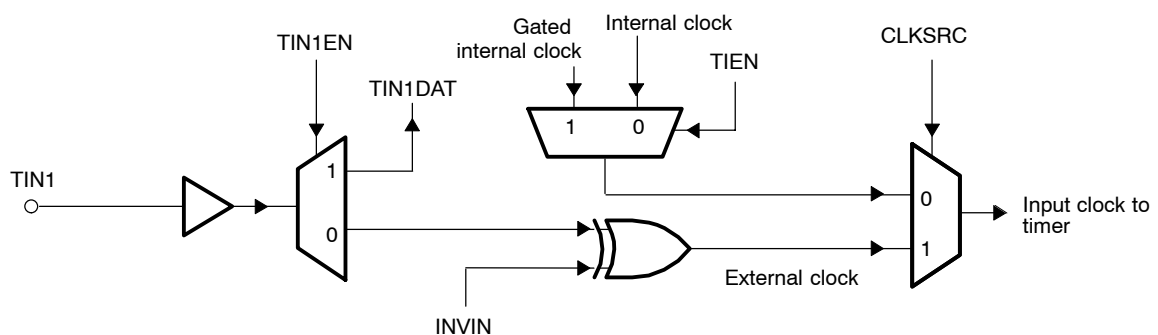 Gated
internal clock
Internal clock
TIN1EN
CLKSRC
TIEN
TIN1DAT
1 0
1
TIN1
0
0
Input clock to
timer
1
External clock
INVIN